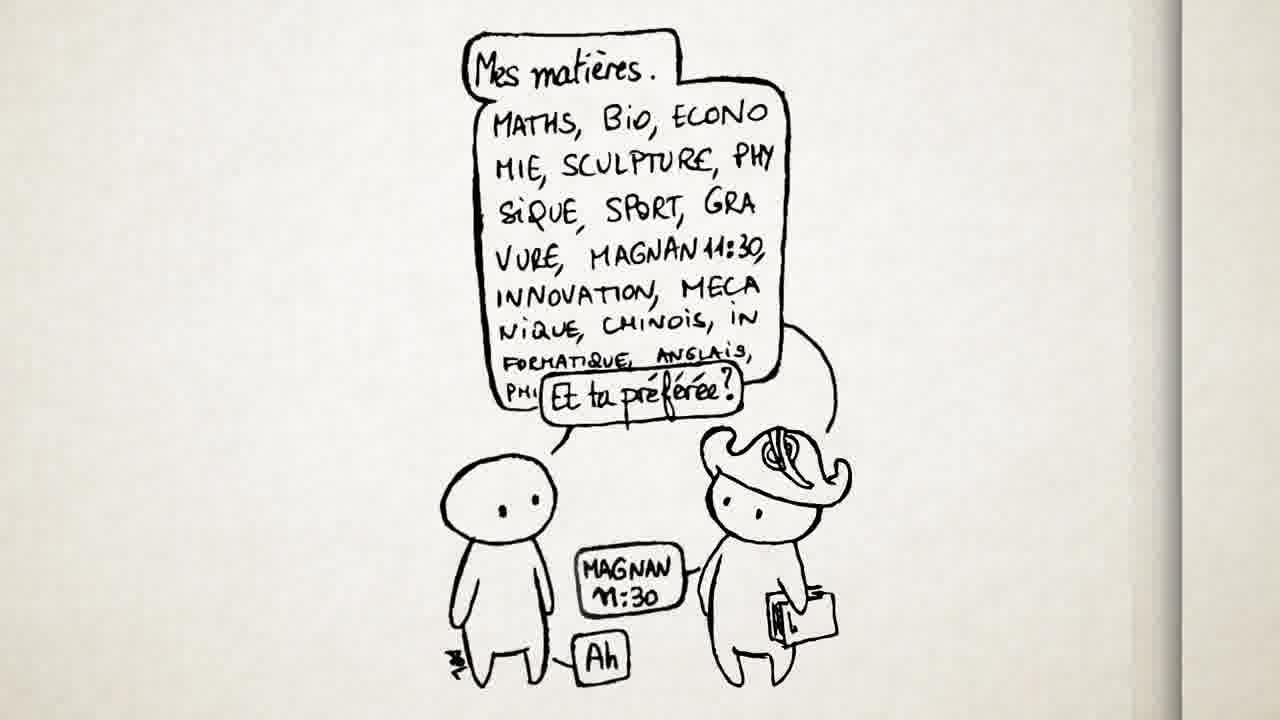 Mes matières.
MATHS, BiO, ECONO
MIE, SCULPTURE, PHY
SiQUE, SPORT, GRA
VURE, MAGNAN 11:30,
INNOVATION, MECA
NiQUE, CHINOiS, iN
FORMATiQUE, ANGLAiS,
PHi
Et ta préférée?
MAGNAN
11:30
Ah